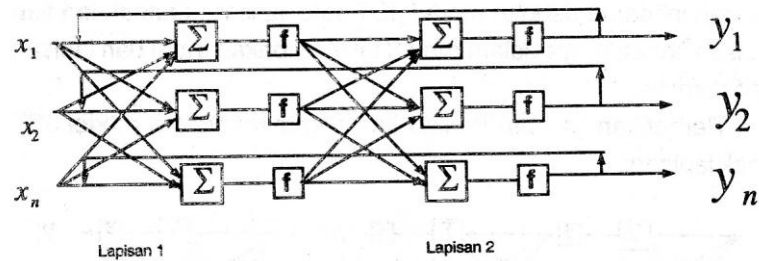 x1 Σ f Σ f y1
x2 Σ f Σ f y2
xn Σ f Σ f yn
Lapisan 1 Lapisan 2